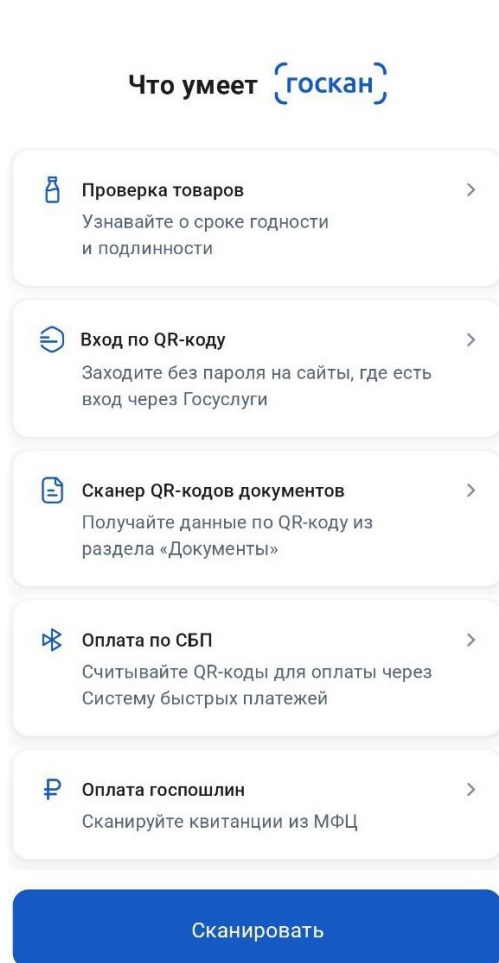 Что умеет госкан
Проверка товаров
Узнавайте о сроке годности
и подлинности
Вход по QR-коду
Заходите без пароля на сайты, где есть
вход через Госуслуги
Сканер QR-кодов документов
Получайте данные по QR-коду из
раздела «Документы»
Оплата по СБП
Считывайте QR-коды для оплаты через
Систему быстрых платежей
Оплата госпошлин
Сканируйте квитанции из МФЦ
Сканировать